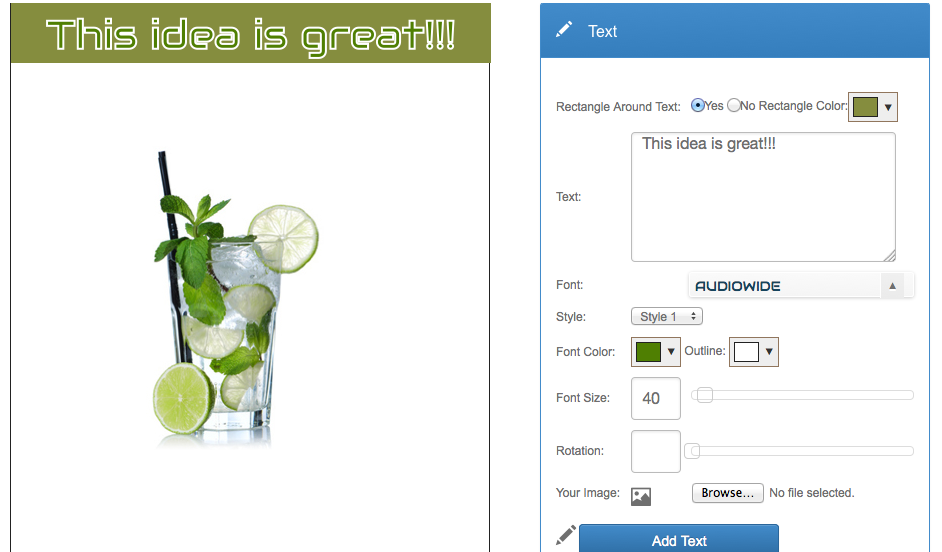 This idea is great!!!
Text
Rectangle Around Text: Yes No Rectangle Color:
Text: This idea is great!!!
Font: AUDIOWIDE
Style: Style 1
Font Color: Outline:
Font Size: 40
Rotation:
Your Image: Browse... No file selected.
Add Text